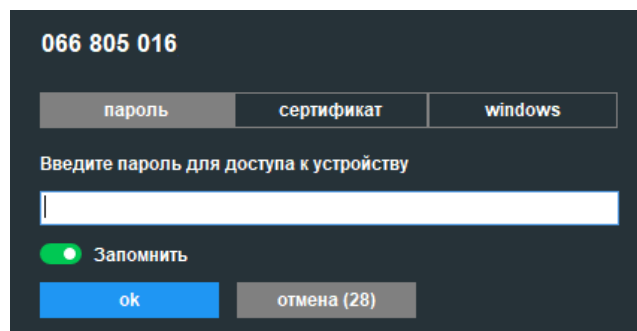 066 805 016
пароль сертификат windows
Введите пароль для доступа к устройству
Запомнить
ok отмена (28)